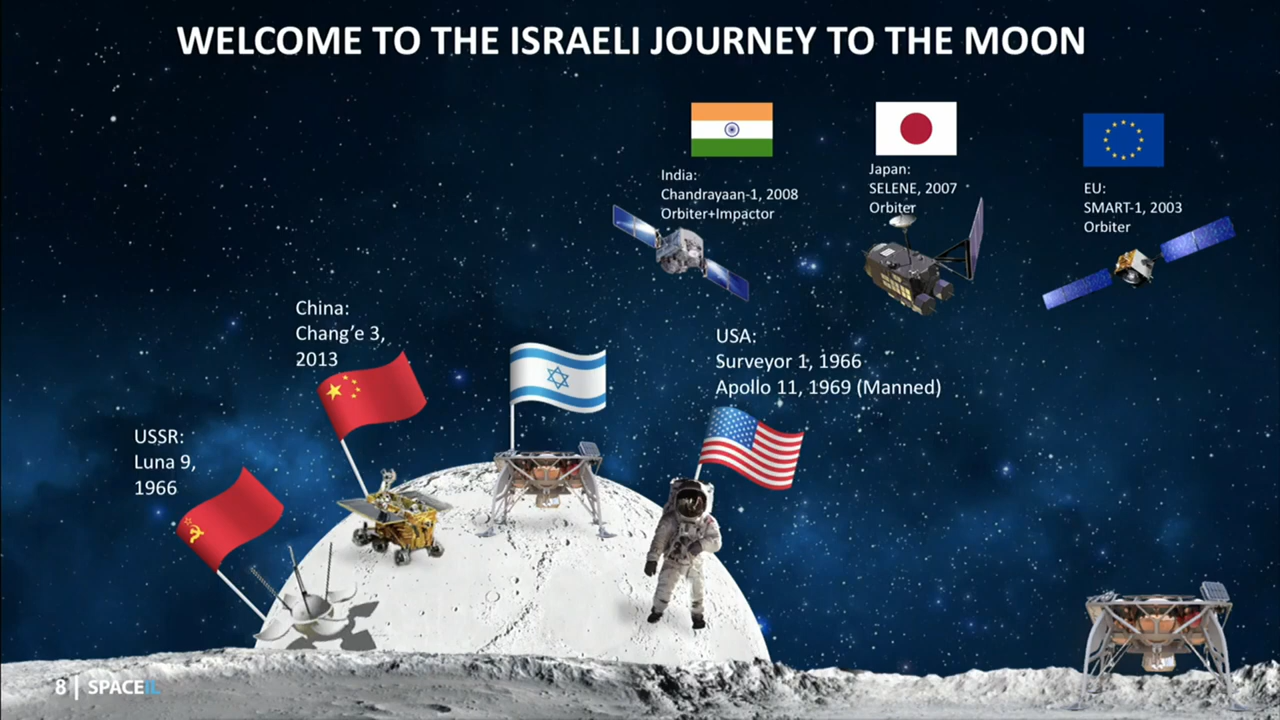 WELCOME TO THE ISRAELI JOURNEY TO THE MOON
India:
Chandrayaan-1, 2008
Orbiter+Impactor
Japan:
SELENE, 2007
Orbiter
EU:
SMART-1, 2003
Orbiter
China:
Chang’e 3,
2013
USA:
Surveyor 1, 1966
Apollo 11, 1969 (Manned)
USSR:
Luna 9,
1966
8 | SPACEIL